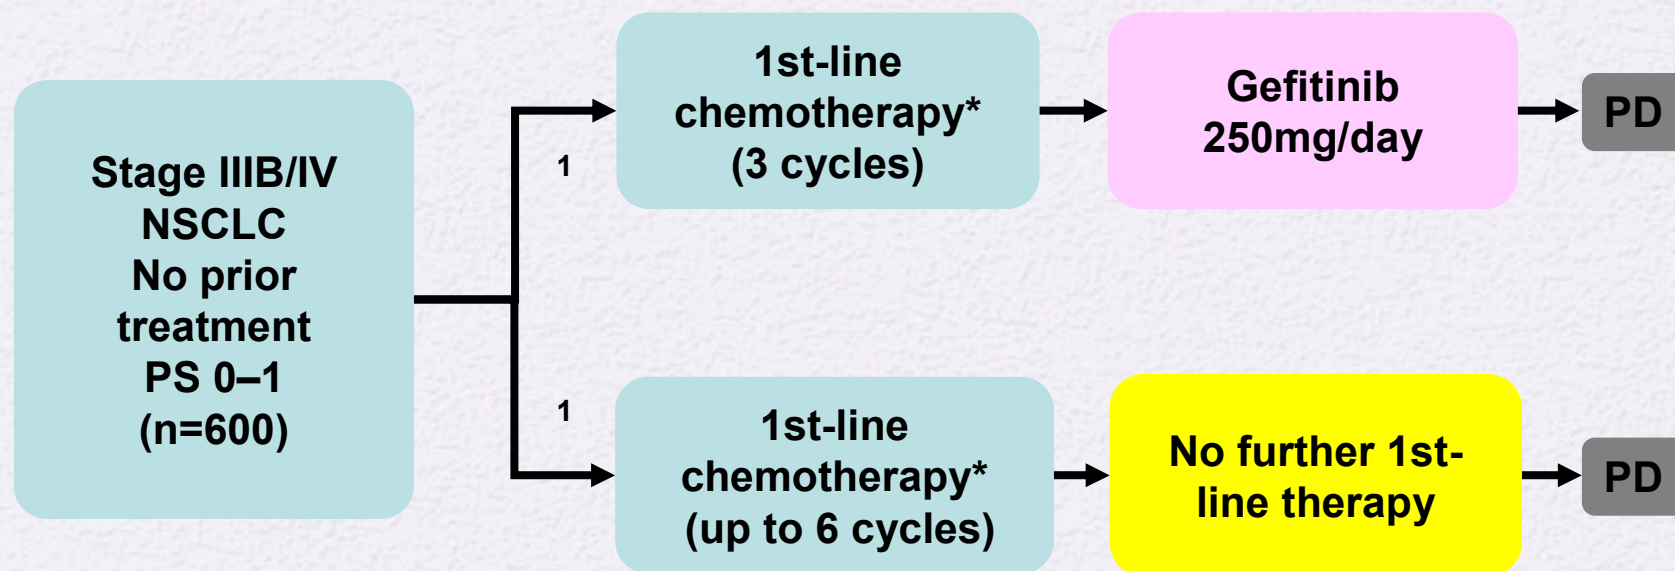 Stage IIIB/IV
NSCLC
No prior
treatment
PS 0–1
(n=600)
1
1st-line
chemotherapy*
(3 cycles)
Gefitinib
250mg/day
PD
1
1st-line
chemotherapy*
(up to 6 cycles)
No further 1st-
line therapy
PD